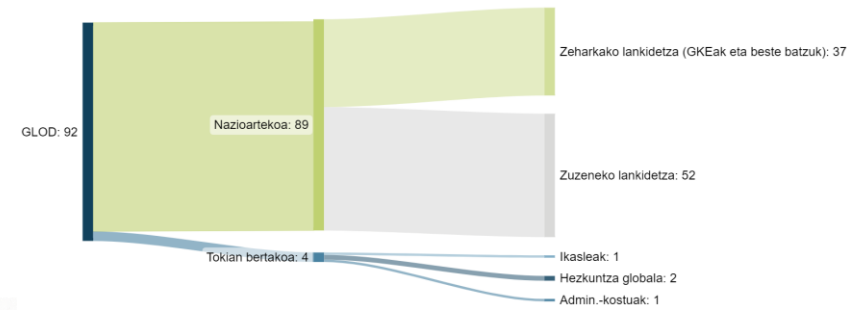 GLOD: 92
Nazioartekoa: 89
Tokian bertakoa: 4
Zeharkako lankidetza (GKEak eta beste batzuk): 37
Zuzeneko lankidetza: 52
Ikasleak: 1
Hezkuntza globala: 2
Admin.-kostuak: 1